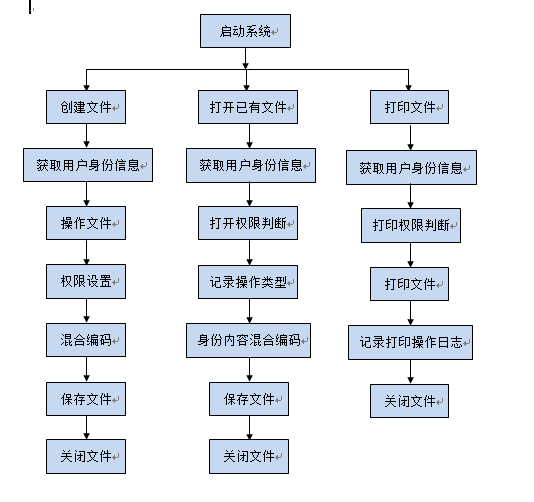 启动系统
创建文件
打开已有文件
打印文件
获取用户身份信息
获取用户身份信息
获取用户身份信息
操作文件
打开权限判断
打印权限判断
权限设置
记录操作类型
打印文件
混合编码
身份内容混合编码
记录打印操作日志
保存文件
保存文件
关闭文件
关闭文件
关闭文件